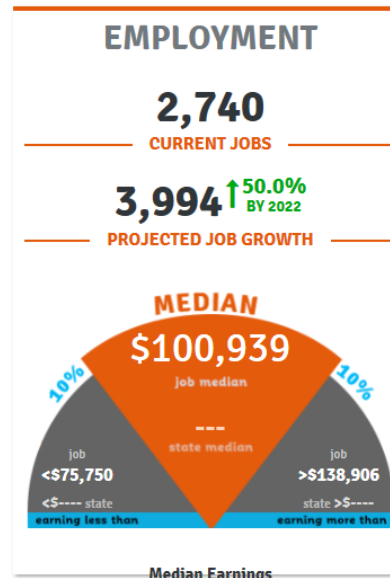 EMPLOYMENT
2,740
CURRENT JOBS
3,994 ↑ 50.0%
BY 2022
PROJECTED JOB GROWTH
MEDIAN
$100,939
job median
10%
10%
---
state median
job
<$75,750
<$---- state
job
>$138,906
state >$----
earning less than
earning more than
Median Earnings